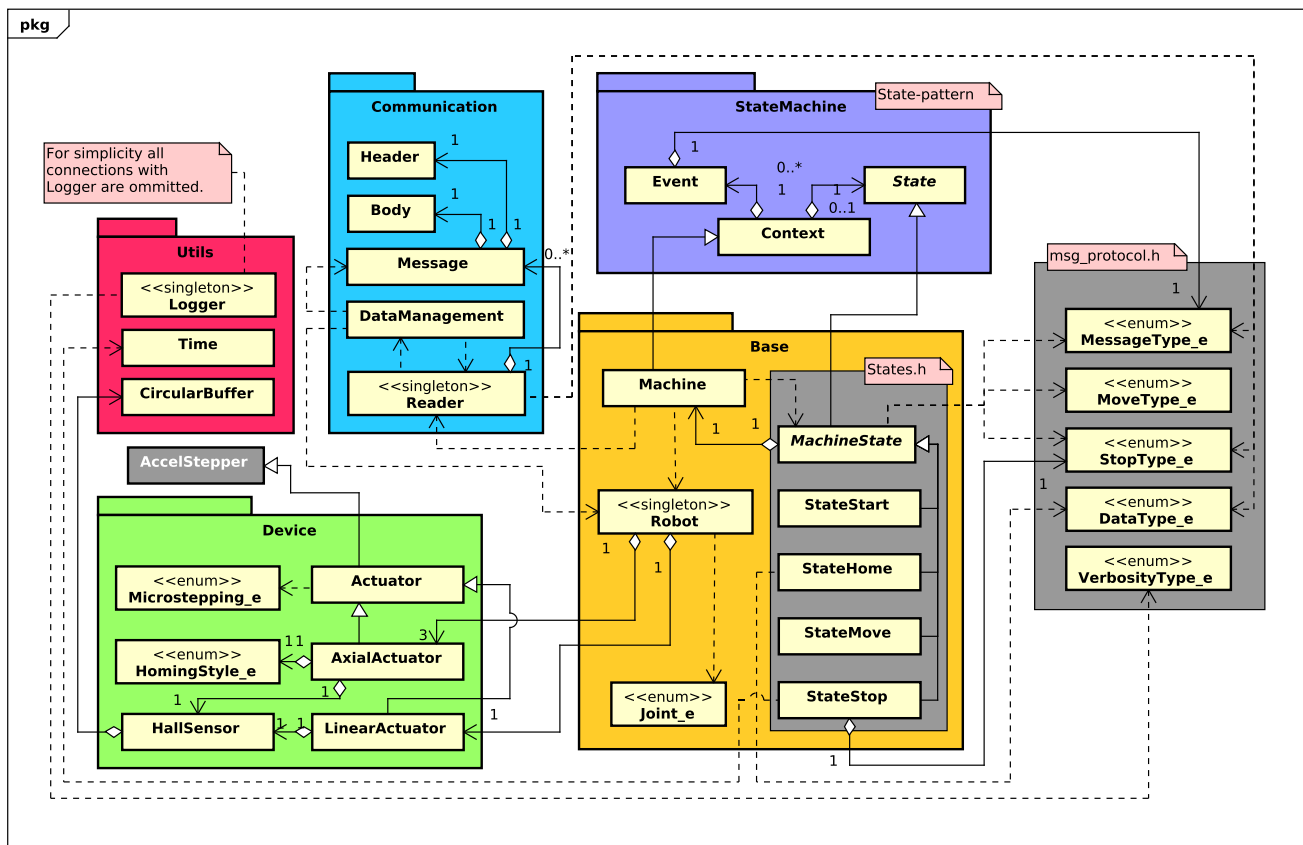 pkg
Communication
Header
1
Body
1
1
1
Message
0..*
DataManagement
<<singleton>>
Reader
1
StateMachine
State-pattern
1
Event
0..*
1
1
0..1
State
Context
For simplicity all
connections with
Logger are ommitted.
Utils
<<singleton>>
Logger
Time
CircularBuffer
AccelStepper
msg_protocol.h
1
<<enum>>
MessageType_e
<<enum>>
MoveType_e
<<enum>>
StopType_e
1
<<enum>>
DataType_e
<<enum>>
VerbosityType_e
Base
States.h
Machine
1
1
MachineState
<<singleton>>
Robot
1
1
StateStart
StateHome
StateMove
StateStop
1
<<enum>>
Joint_e
Device
<<enum>>
Microstepping_e
Actuator
<<enum>>
HomingStyle_e
11
AxialActuator
3
1
1
HallSensor
1
1
LinearActuator
1